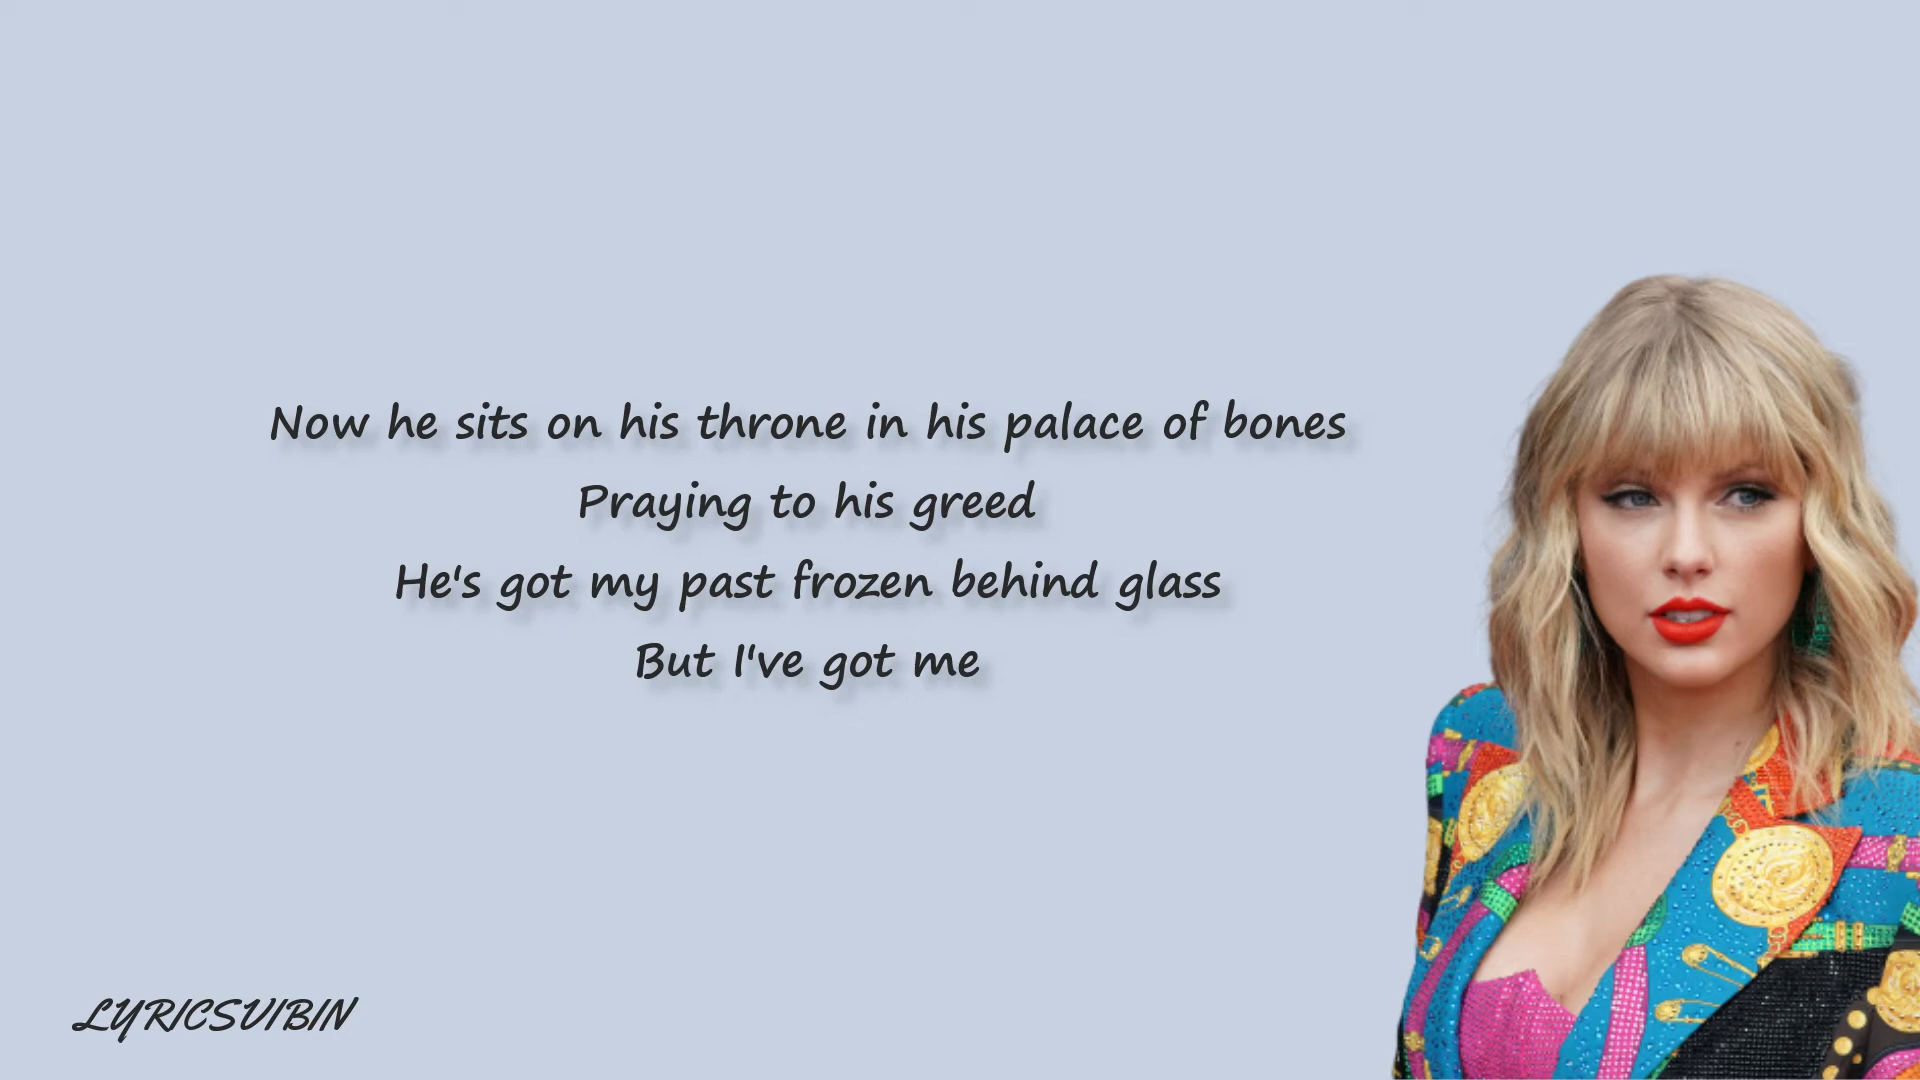 Now he sits on his throne in his palace of bones
Praying to his greed
He's got my past frozen behind glass
But I've got me
LYRICSVIBIN